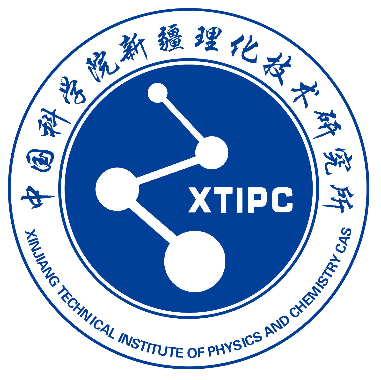 中国科学院新疆理化技术研究所
XTIPC
XINJIANG TECHNICAL INSTITUTE OF PHYSICS AND CHEMISTRY CAS